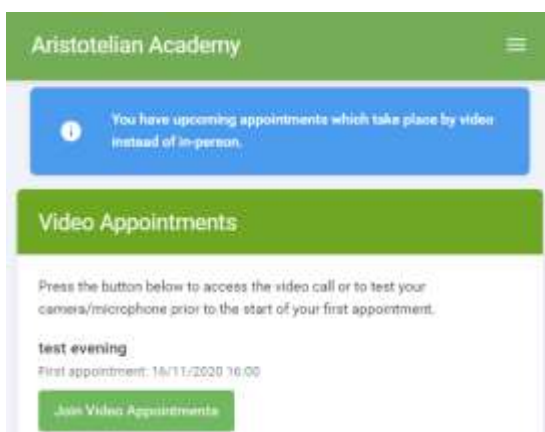 Aristotelian Academy
You have upcoming appointments which take place by video
instead of in-person.
Video Appointments
Press the button below to access the video call or to test your
camera/microphone prior to the start of your first appointment.
test evening
First appointment: 16/11/2020 16:00
Join Video Appointments